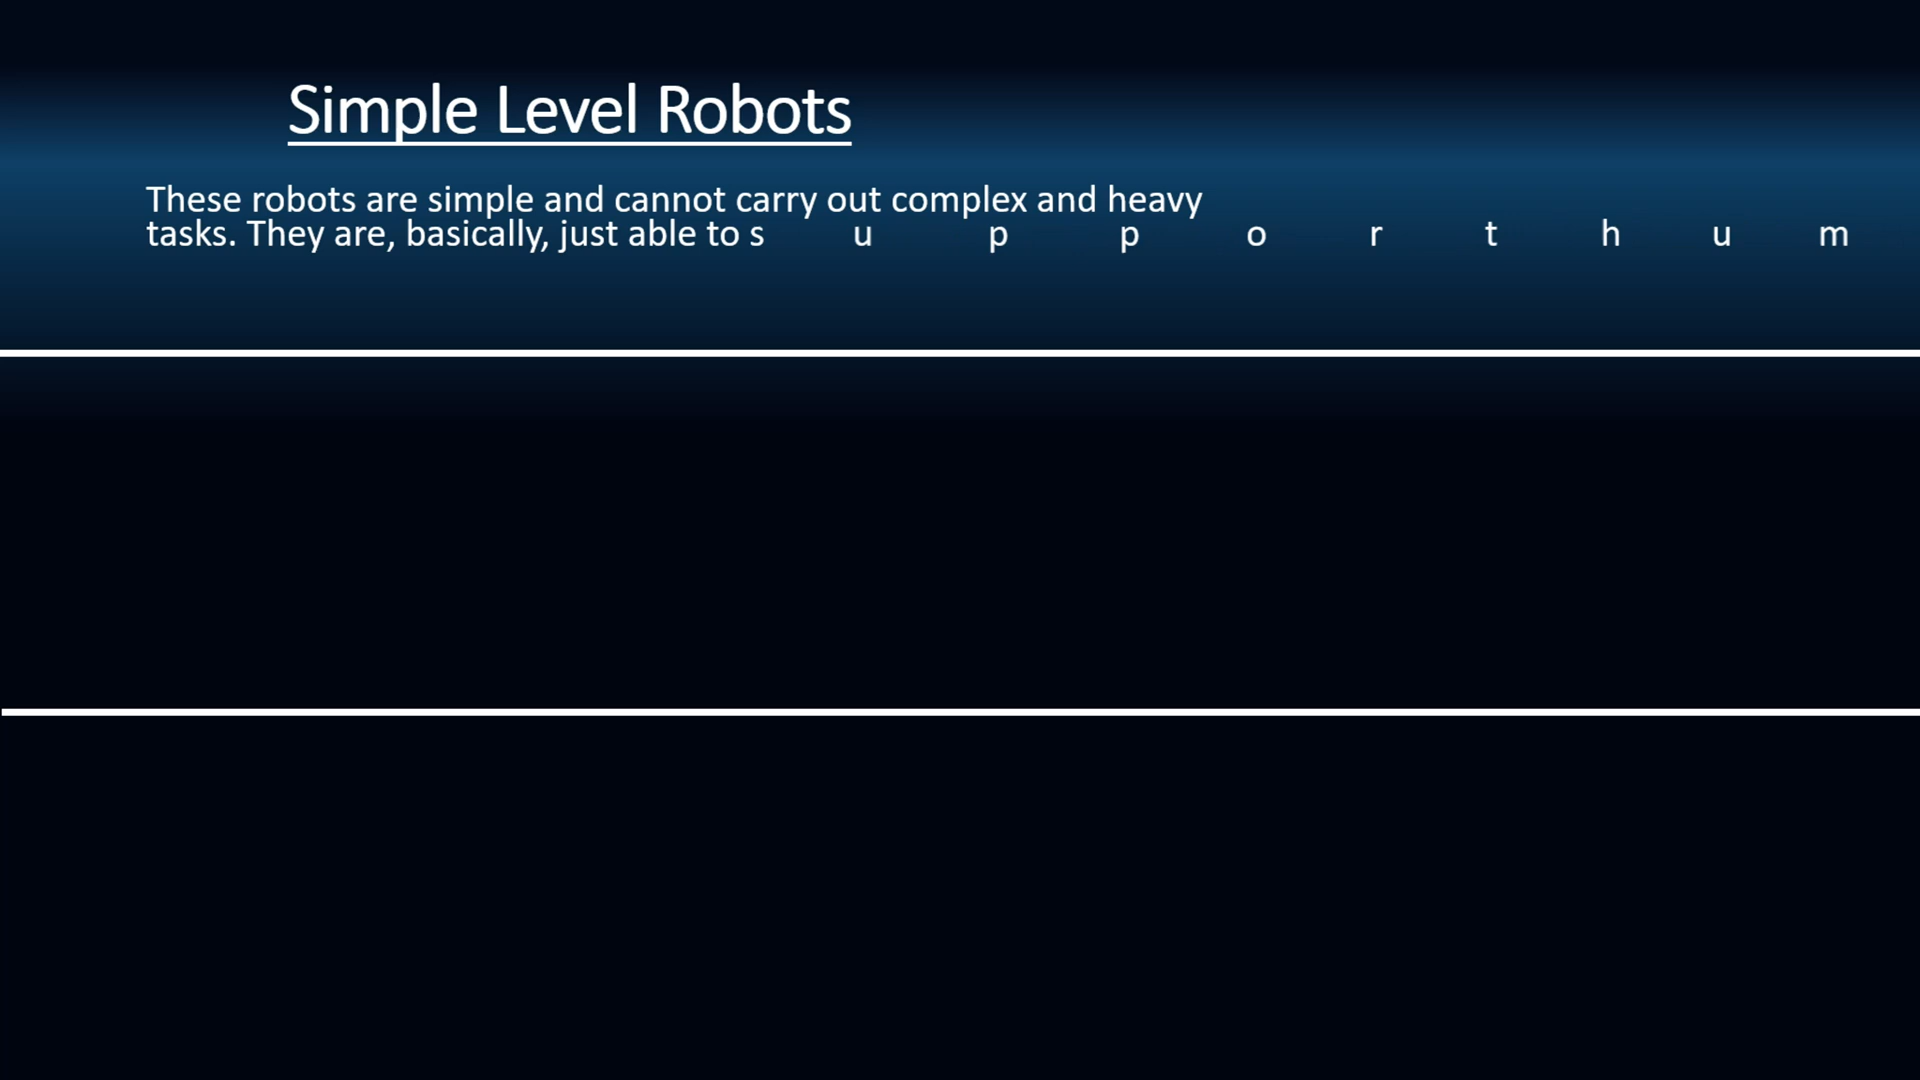 Simple Level Robots
These robots are simple and cannot carry out complex and heavy
tasks. They are, basically, just able to s u p p o r t h u m